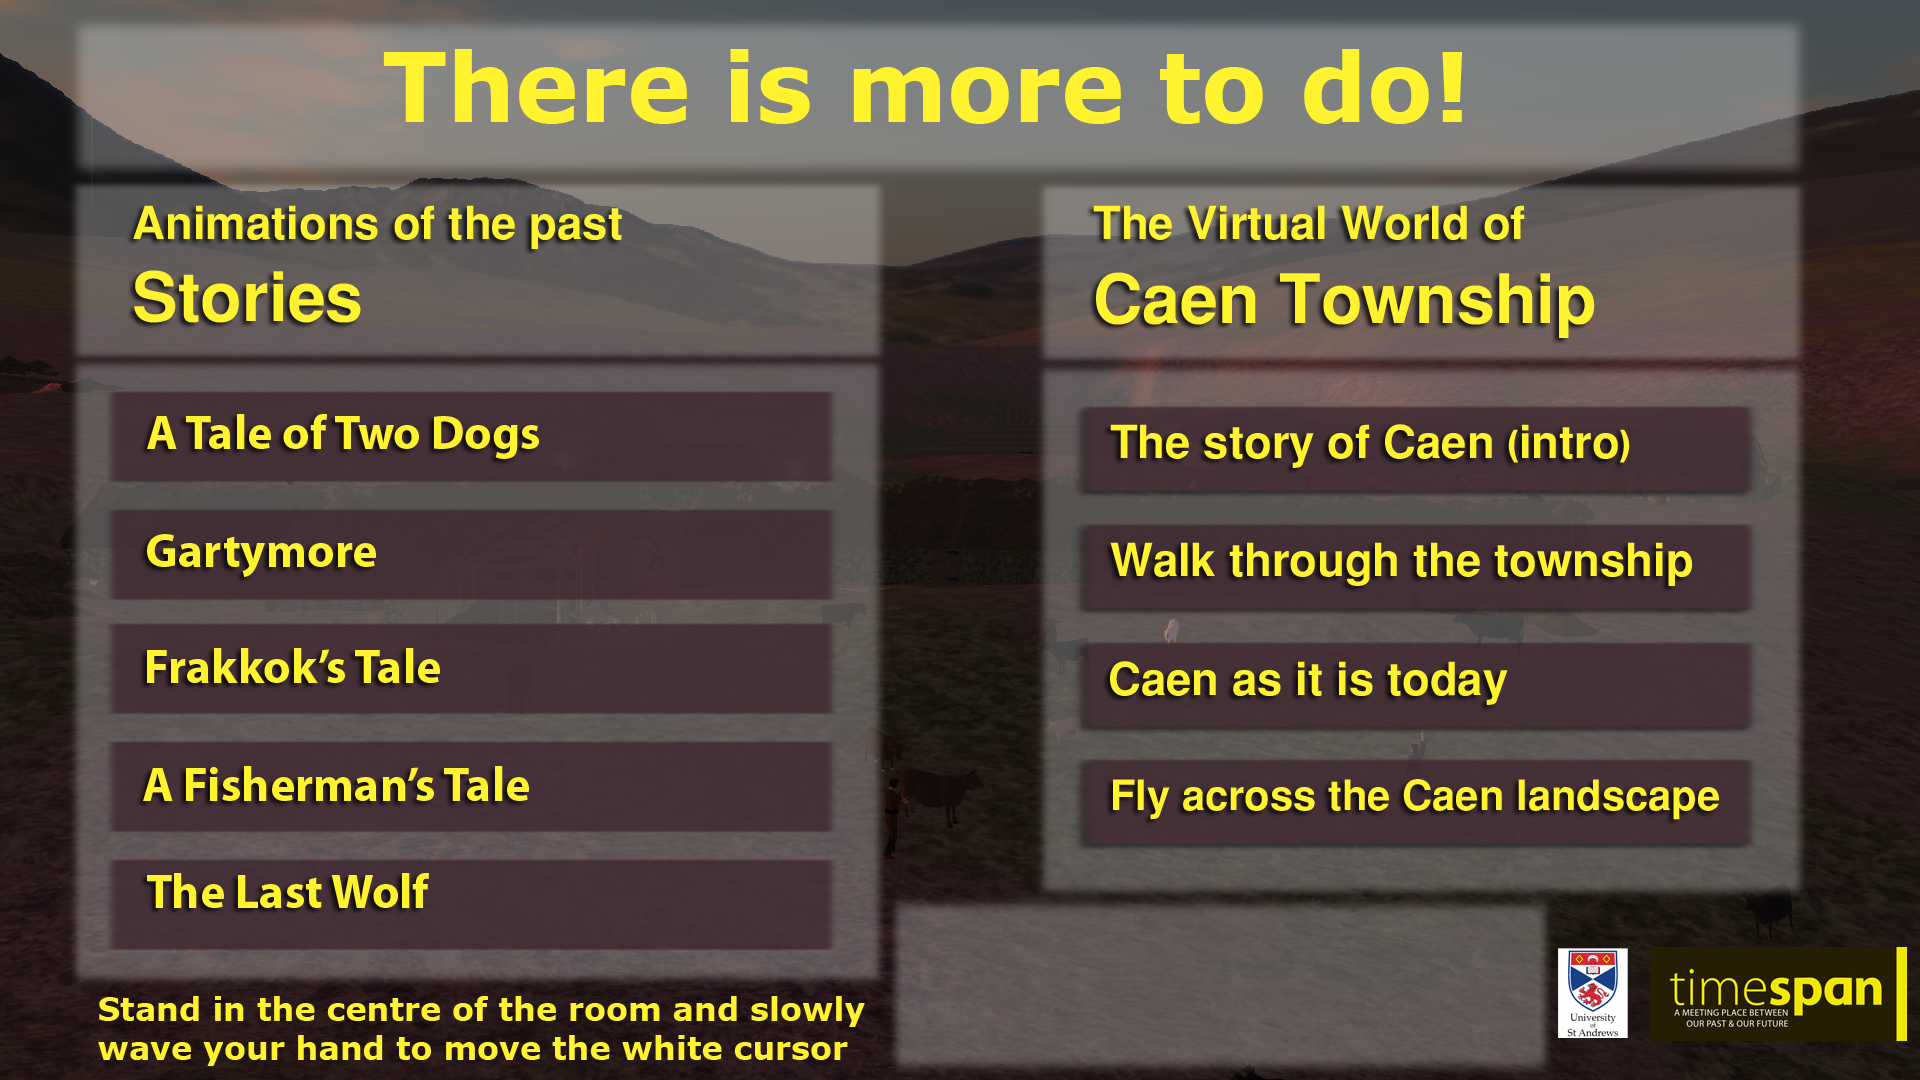 There is more to do!
Animations of the past
Stories
A Tale of Two Dogs
Gartymore
Frakkok’s Tale
A Fisherman’s Tale
The Last Wolf
Stand in the centre of the room and slowly
wave your hand to move the white cursor
The Virtual World of
Caen Township
The story of Caen (intro)
Walk through the township
Caen as it is today
Fly across the Caen landscape
University
of
St Andrews
timespan
A MEETING PLACE BETWEEN
OUR PAST & OUR FUTURE